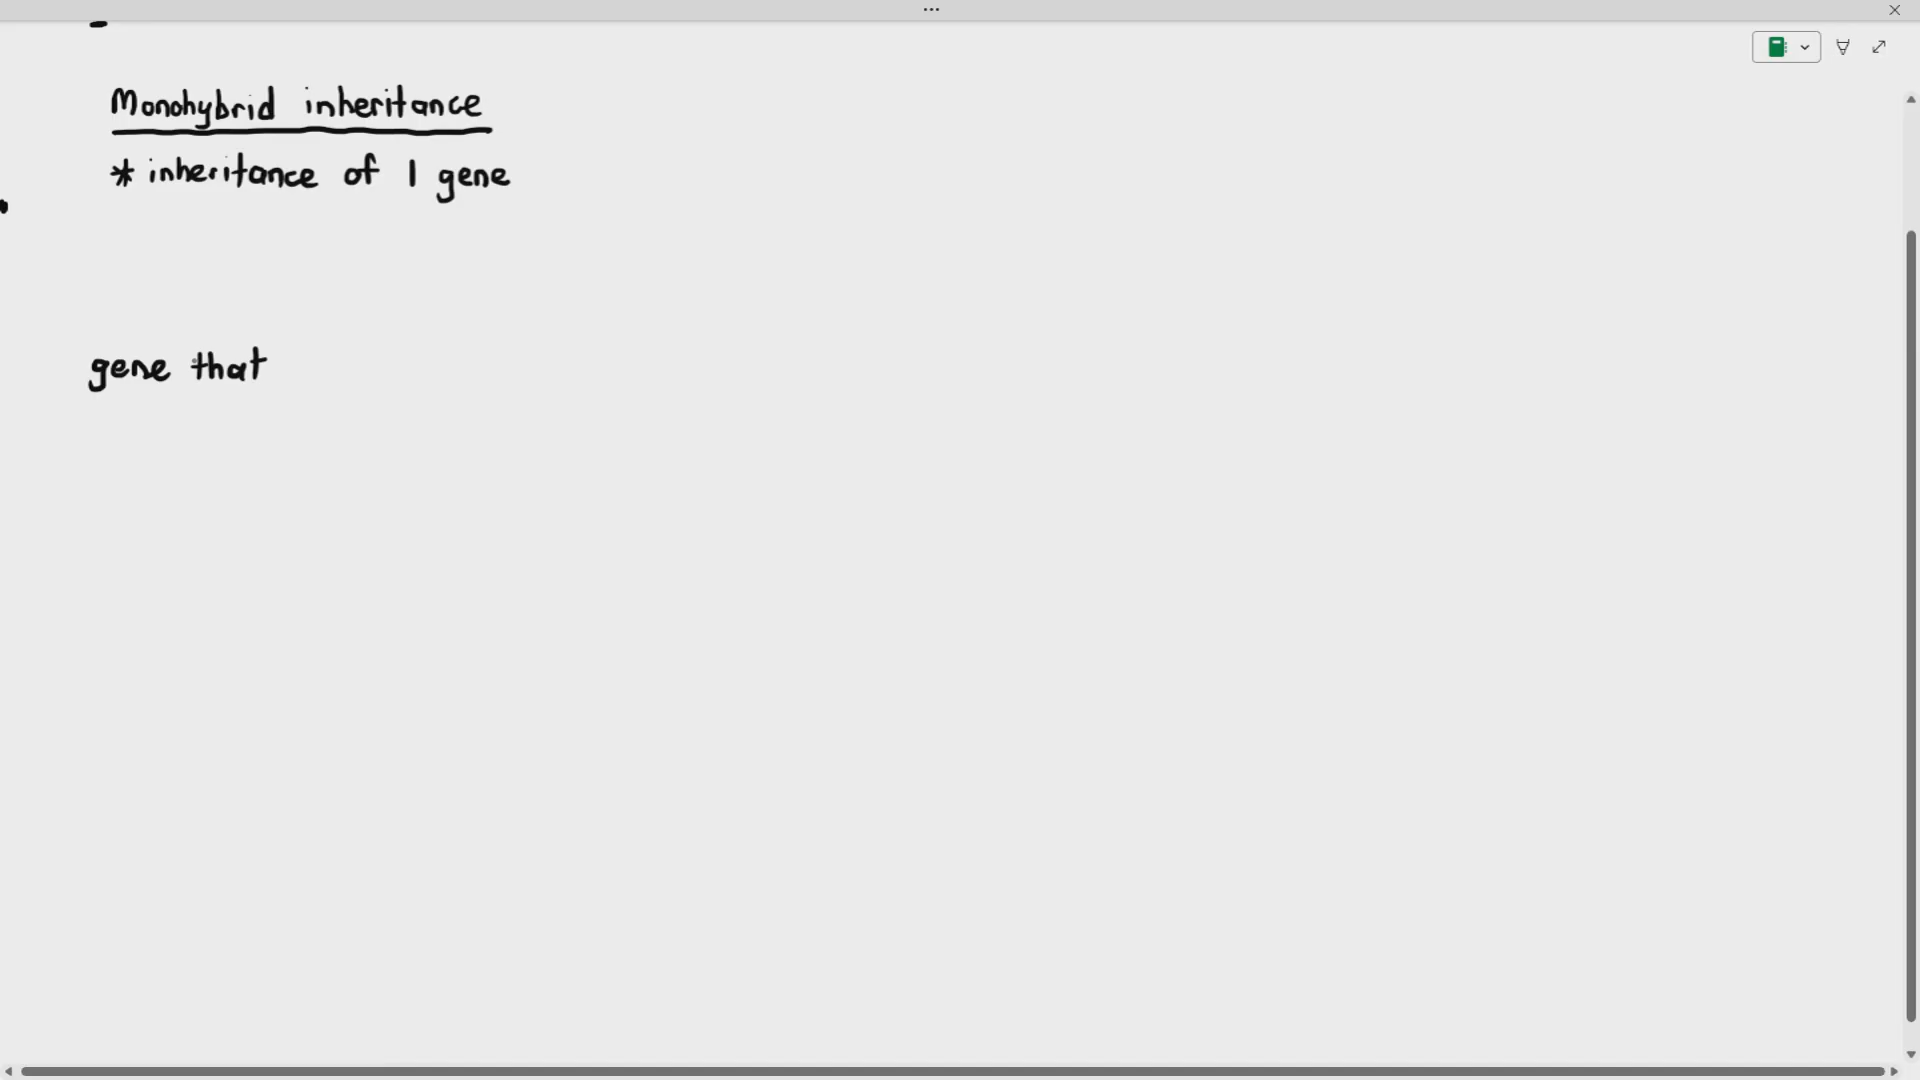 Monohybrid inheritance
* inheritance of 1 gene
gene that